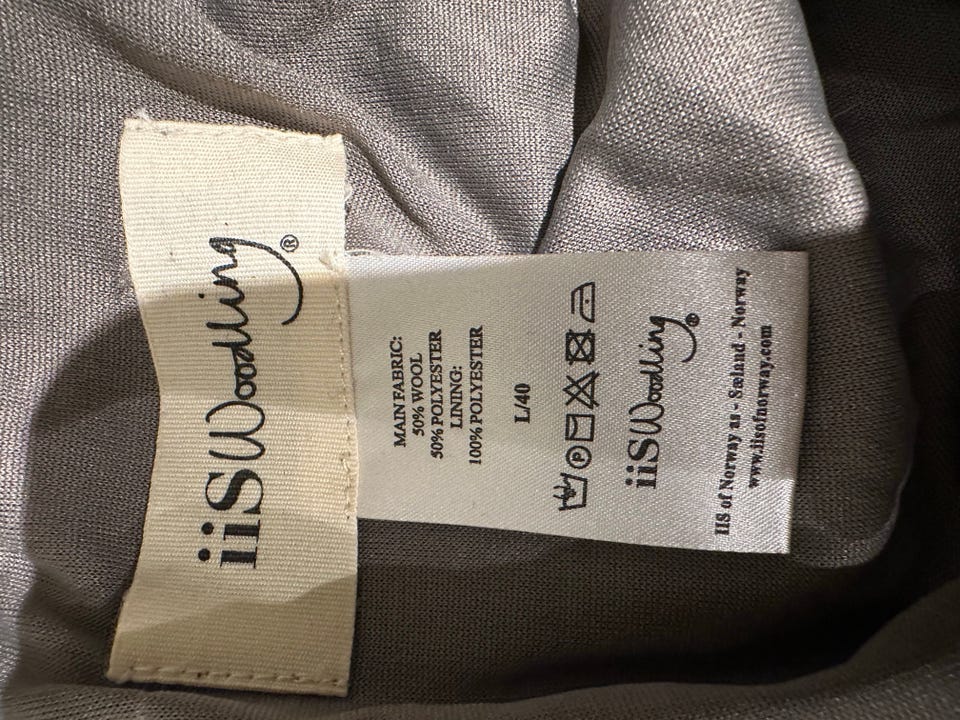 iiSWoodling®
MAIN FABRIC:
50% WOOL
50% POLYESTER
LINING:
100% POLYESTER
L/40
P
iiSWoodling®
IIS of Norway as - Sæland - Norway
www.iisofnorway.com